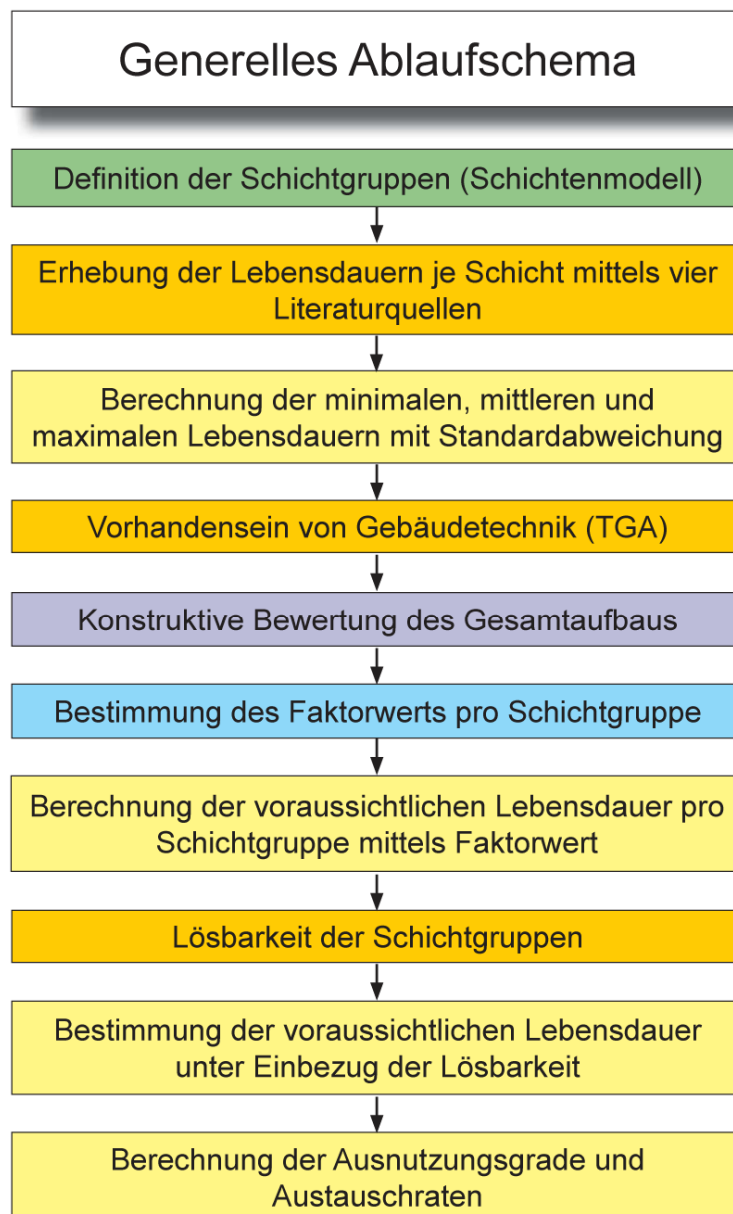 Generelles Ablaufschema
Definition der Schichtgruppen (Schichtenmodell)
Erhebung der Lebensdauern je Schicht mittels vier
Literaturquellen
Berechnung der minimalen, mittleren und
maximalen Lebensdauern mit Standardabweichung
Vorhandensein von Gebäudetechnik (TGA)
Konstruktive Bewertung des Gesamtaufbaus
Bestimmung des Faktorwerts pro Schichtgruppe
Berechnung der voraussichtlichen Lebensdauer pro
Schichtgruppe mittels Faktorwert
Lösbarkeit der Schichtgruppen
Bestimmung der voraussichtlichen Lebensdauer
unter Einbezug der Lösbarkeit
Berechnung der Ausnutzungsgrade und
Austauschraten